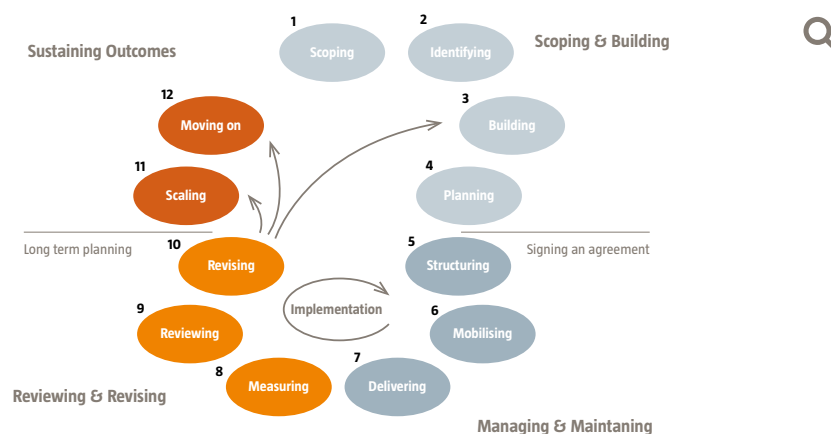 1
Scoping
2
Identifying
Scoping & Building
Sustaining Outcomes
3
Building
4
Planning
Signing an agreement
5
Structuring
6
Mobilising
7
Delivering
Managing & Maintaning
8
Measuring
9
Reviewing
Reviewing & Revising
10
Revising
Long term planning
11
Scaling
12
Moving on
Implementation